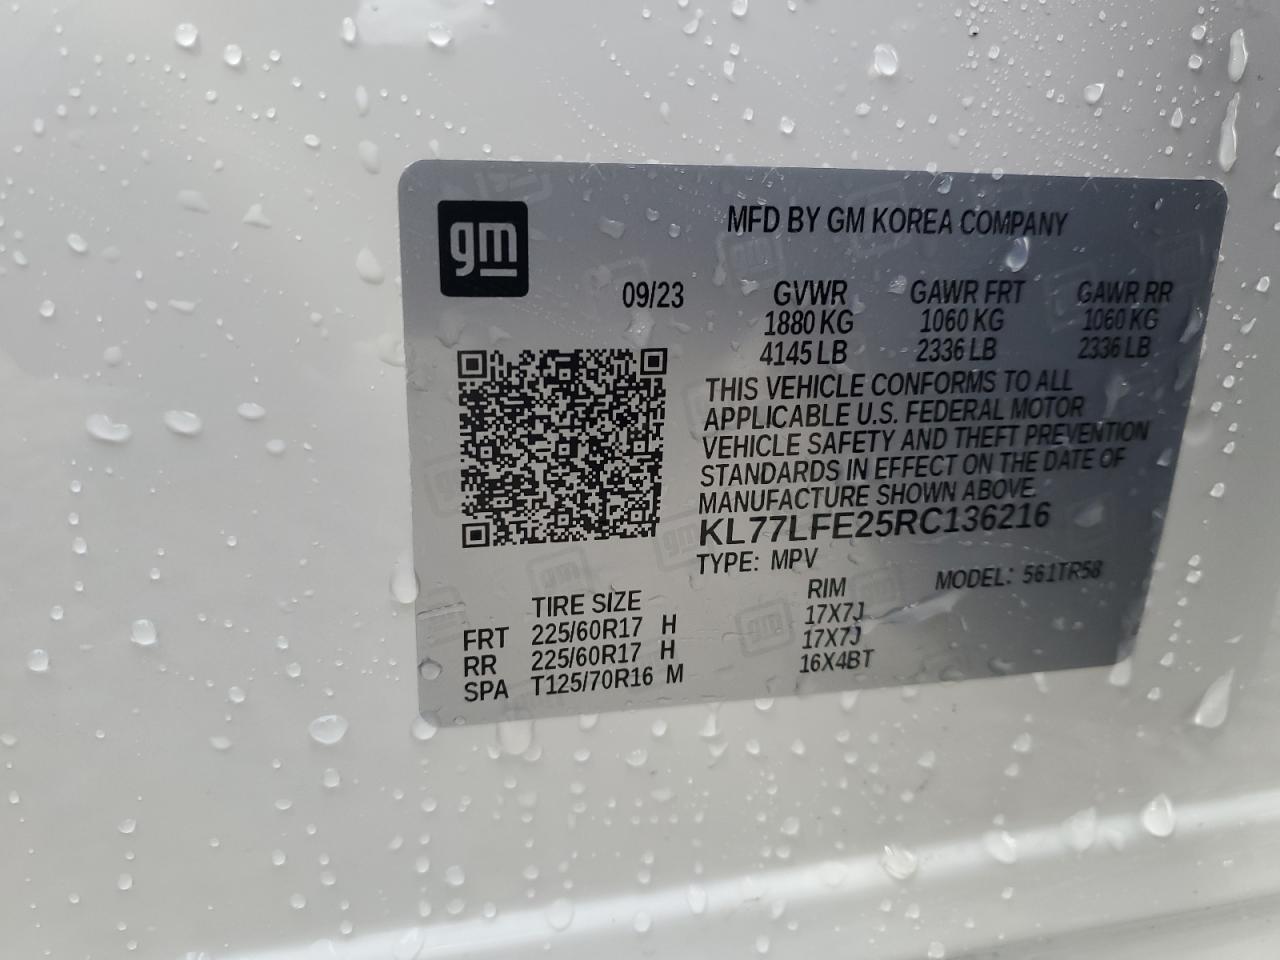 gm
MFD BY GM KOREA COMPANY
09/23 GVWR GAWR FRT GAWR RR
1880 KG 1060 KG 1060 KG
4145 LB 2336 LB 2336 LB
THIS VEHICLE CONFORMS TO ALL
APPLICABLE U.S. FEDERAL MOTOR
VEHICLE SAFETY AND THEFT PREVENTION
STANDARDS IN EFFECT ON THE DATE OF
MANUFACTURE SHOWN ABOVE.
KL77LFE25RC136216
TYPE: MPV MODEL: 561TR58
TIRE SIZE RIM
FRT 225/60R17 H 17X7J
RR 225/60R17 H 17X7J
SPA T125/70R16 M 16X4BT